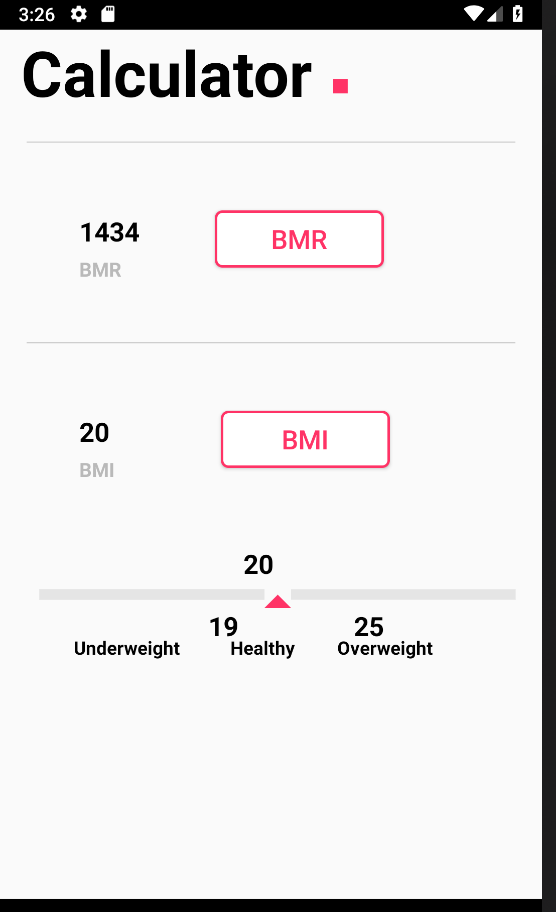 3:26
Calculator
1434
BMR
BMR
20
BMI
BMI
20
19 25
Underweight Healthy Overweight